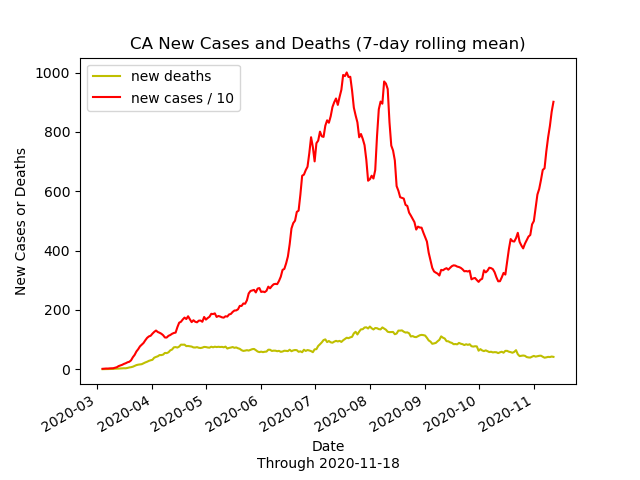 CA New Cases and Deaths (7-day rolling mean)
new deaths
new cases / 10
1000
800
600
400
200
0
New Cases or Deaths
2020-03
2020-04
2020-05
2020-06
2020-07
2020-08
2020-09
2020-10
2020-11
Date
Through 2020-11-18